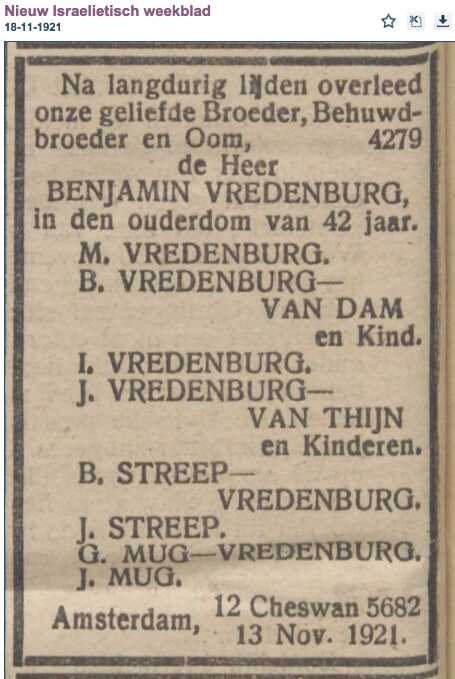 Nieuw Israelietisch weekblad
18-11-1921
Na langdurig lijden overleed
onze geliefde Broeder, Behuwd-
broeder en Oom, 4279
de Heer
BENJAMIN VREDENBURG,
in den ouderdom van 42 jaar.
M. VREDENBURG.
B. VREDENBURG—
VAN DAM
en Kind.
I. VREDENBURG.
J. VREDENBURG—
VAN THIJN
en Kinderen.
B. STREEP—
VREDENBURG.
J. STREEP.
G. MUG—VREDENBURG.
J. MUG.
Amsterdam, 12 Cheswan 5682
13 Nov. 1921.